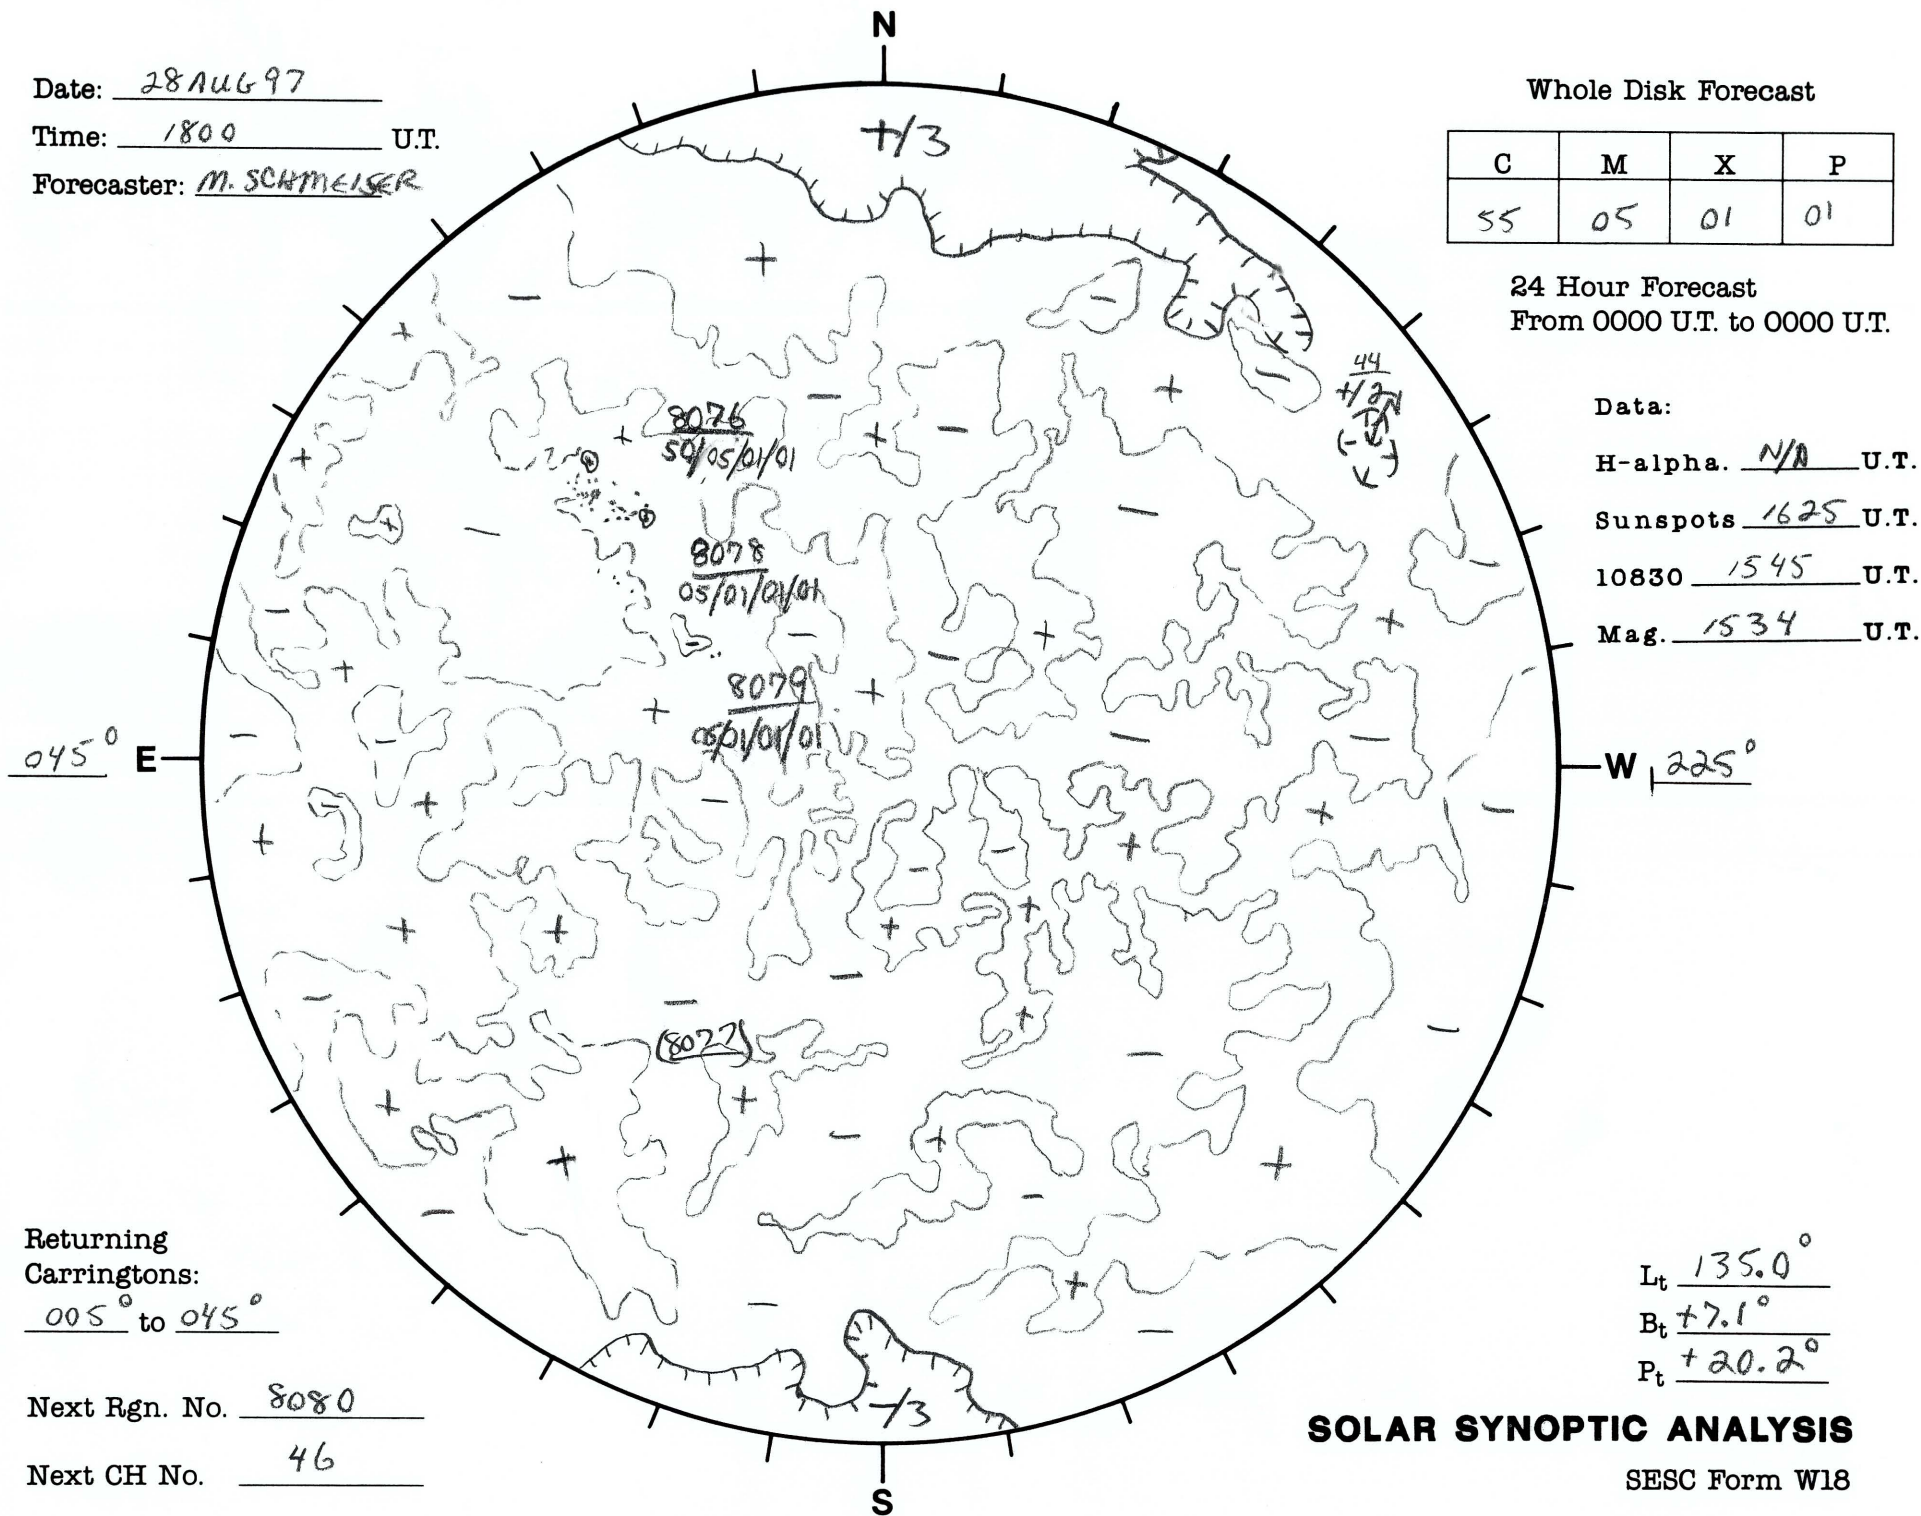 N
Date: 28 AUG 97
Time: 1800 U.T.
Forecaster: M. SCHMEISER
Whole Disk Forecast
C M X P
55 05 01 01
24 Hour Forecast
From 0000 U.T. to 0000 U.T.
Data:
H-alpha. N/A U.T.
Sunspots 1625 U.T.
10830 1545 U.T.
Mag. 1534 U.T.
+/3
44
+/2
8076
50/05/01/01
8078
05/01/01/01
8079
05/01/01/01
045° E
W 225°
(8077)
-/3
Returning
Carringtons:
005° to 045°
Next Rgn. No. 8080
Next CH No. 46
S
Lt 135.0°
Bt +7.1°
Pt +20.2°
SOLAR SYNOPTIC ANALYSIS
SESC Form W18